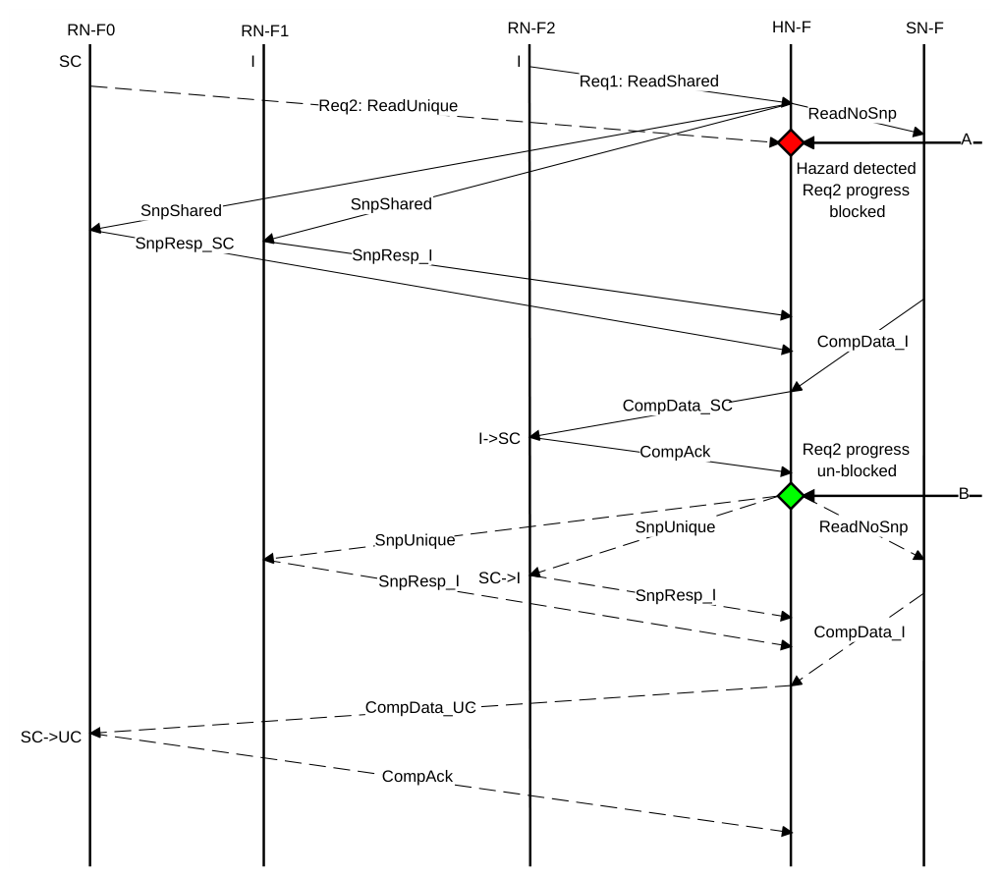 RN-F0
RN-F1
RN-F2
HN-F
SN-F
SC
I
I
Req1: ReadShared
Req2: ReadUnique
ReadNoSnp
A
Hazard detected
Req2 progress
blocked
SnpShared
SnpShared
SnpResp_SC
SnpResp_I
CompData_I
CompData_SC
I->SC
CompAck
Req2 progress
un-blocked
B
SnpUnique
SnpUnique
ReadNoSnp
SnpResp_I
SC->I
SnpResp_I
CompData_I
CompData_UC
SC->UC
CompAck